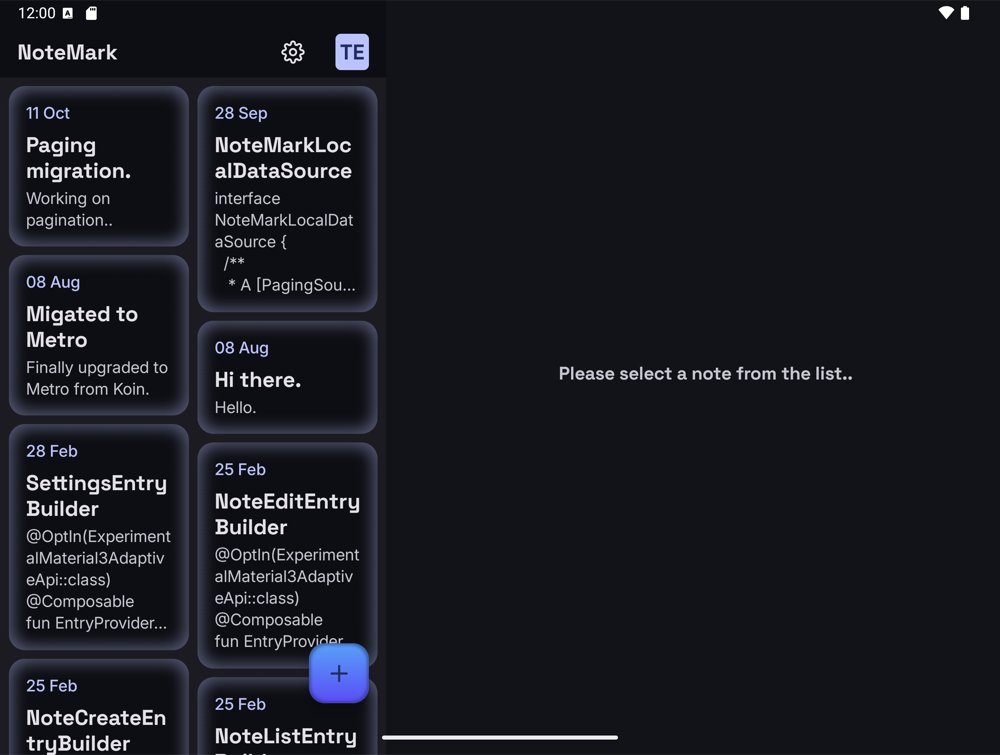 12:00
NoteMark
TE
11 Oct
Paging
migration.
Working on
pagination..
28 Sep
NoteMarkLoc
alDataSource
interface
NoteMarkLocalDat
aSource {
/**
* A [PagingSou...
08 Aug
Migated to
Metro
Finally upgraded to
Metro from Koin.
08 Aug
Hi there.
Hello.
28 Feb
SettingsEntry
Builder
@OptIn(Experiment
alMaterial3Adaptiv
eApi::class)
@Composable
fun EntryProvider...
25 Feb
NoteEditEntry
Builder
@OptIn(Experiment
alMaterial3Adaptiv
eApi::class)
@Composable
fun EntryProvider
25 Feb
NoteCreateEn
tryBuilder
25 Feb
NoteListEntry
Please select a note from the list..